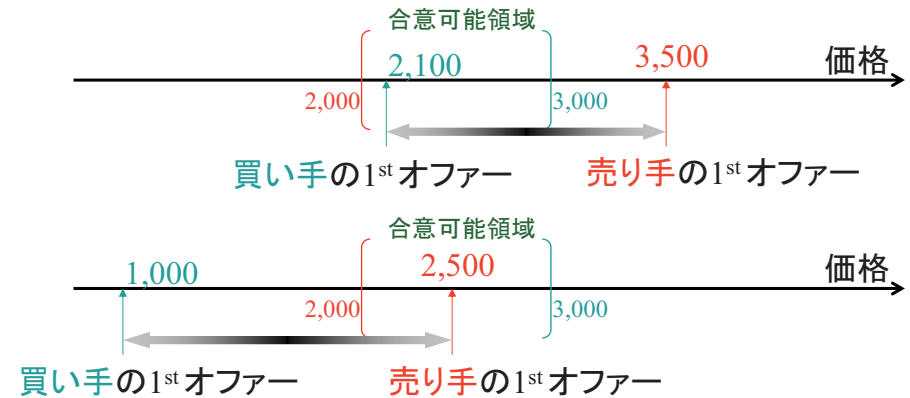 合意可能領域
2,100
3,500
価格
2,000
3,000
買い手の1stオファー
売り手の1stオファー
合意可能領域
1,000
2,500
価格
2,000
3,000
買い手の1stオファー
売り手の1stオファー